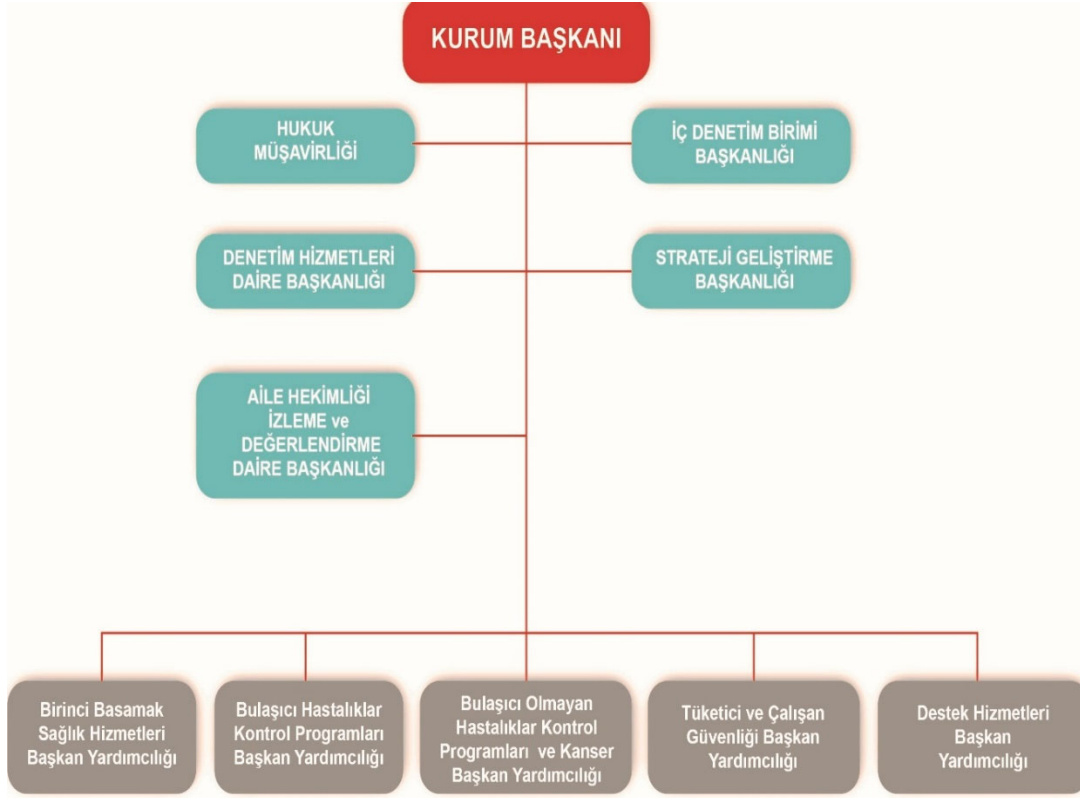 KURUM BAŞKANI
HUKUK
MÜŞAVİRLİĞİ
İÇ DENETİM BİRİMİ
BAŞKANLIĞI
DENETİM HİZMETLERİ
DAİRE BAŞKANLIĞI
STRATEJİ GELİŞTİRME
BAŞKANLIĞI
AİLE HEKİMLİĞİ
İZLEME ve
DEĞERLENDİRME
DAİRE BAŞKANLIĞI
Birinci Basamak
Sağlık Hizmetleri
Başkan Yardımcılığı
Bulaşıcı Hastalıklar
Kontrol Programları
Başkan Yardımcılığı
Bulaşıcı Olmayan
Hastalıklar Kontrol
Programları ve Kanser
Başkan Yardımcılığı
Tüketici ve Çalışan
Güvenliği Başkan
Yardımcılığı
Destek Hizmetleri
Başkan
Yardımcılığı